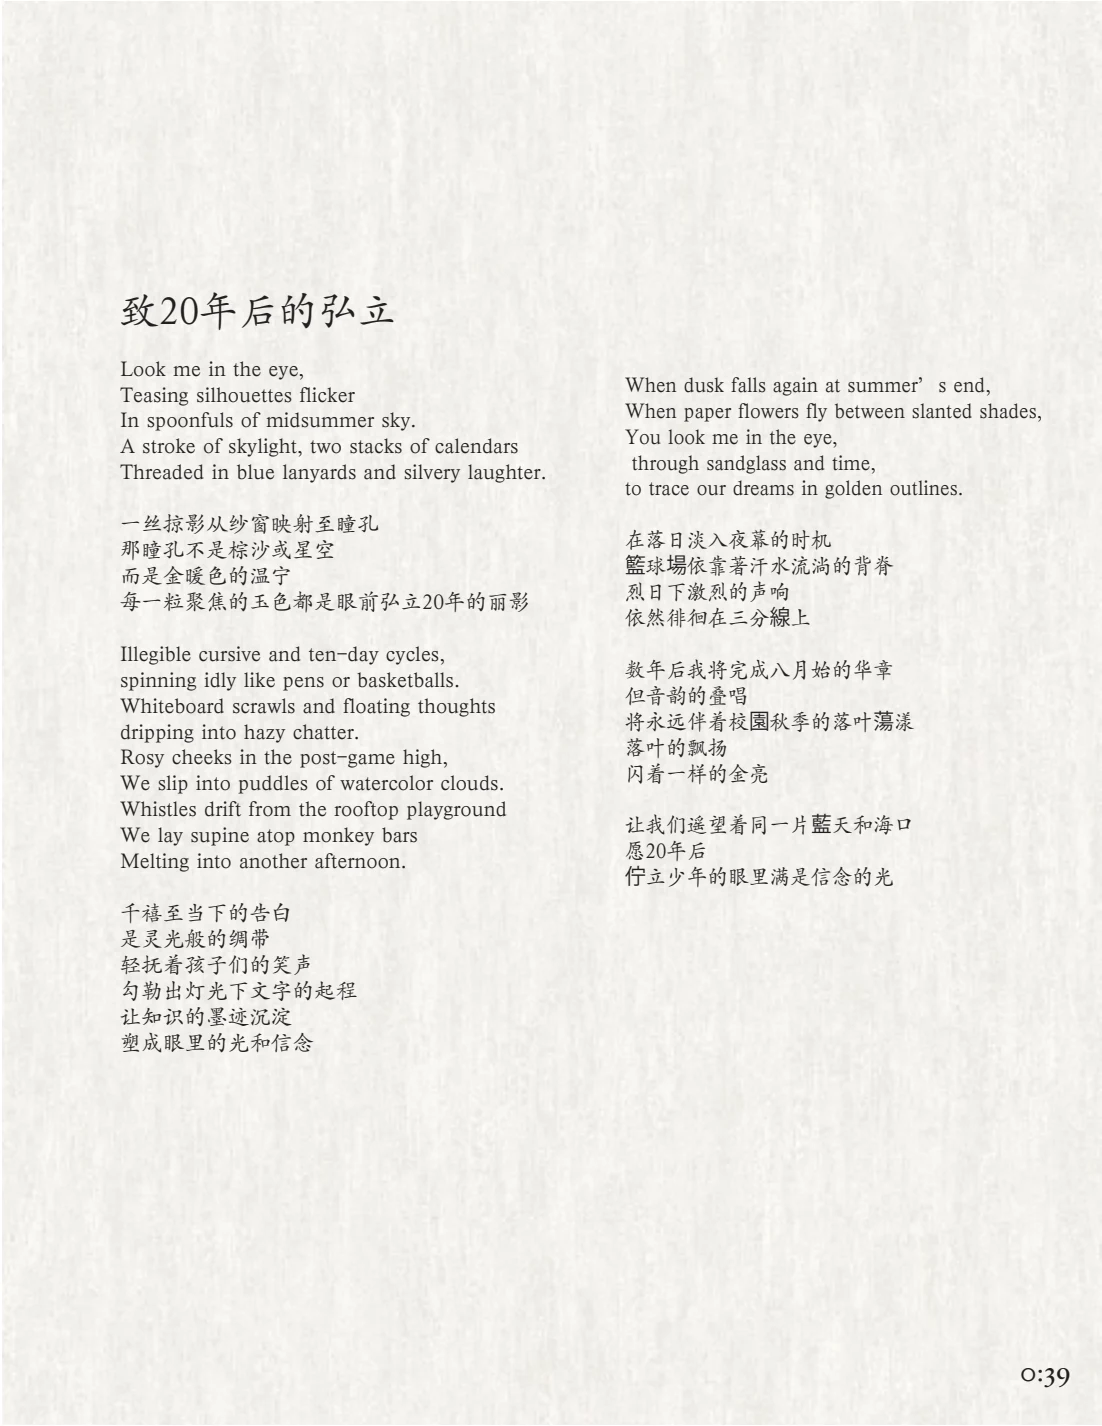 致20年后的弘立
Look me in the eye,
Teasing silhouettes flicker
In spoonfuls of midsummer sky.
A stroke of skylight, two stacks of calendars
Threaded in blue lanyards and silvery laughter.
一丝掠影从纱窗映射至瞳孔
那瞳孔不是棕沙或星空
而是金暖色的温宁
每一粒聚焦的玉色都是眼前弘立20年的丽影
Illegible cursive and ten-day cycles,
spinning idly like pens or basketballs.
Whiteboard scrawls and floating thoughts
dripping into hazy chatter.
Rosy cheeks in the post-game high,
We slip into puddles of watercolor clouds.
Whistles drift from the rooftop playground
We lay supine atop monkey bars
Melting into another afternoon.
千禧至当下的告白
是灵光般的绸带
轻抚着孩子们的笑声
勾勒出灯光下文字的起程
让知识的墨迹沉淀
塑成眼里的光和信念
When dusk falls again at summer’s end,
When paper flowers fly between slanted shades,
You look me in the eye,
through sandglass and time,
to trace our dreams in golden outlines.
在落日淡入夜幕的时机
籃球場依靠著汗水流淌的背脊
烈日下激烈的声响
依然徘徊在三分線上
数年后我将完成八月始的华章
但音韵的叠唱
将永远伴着校園秋季的落叶蕩漾
落叶的飘扬
闪着一样的金亮
让我们遥望着同一片藍天和海口
愿20年后
佇立少年的眼里满是信念的光
0:39